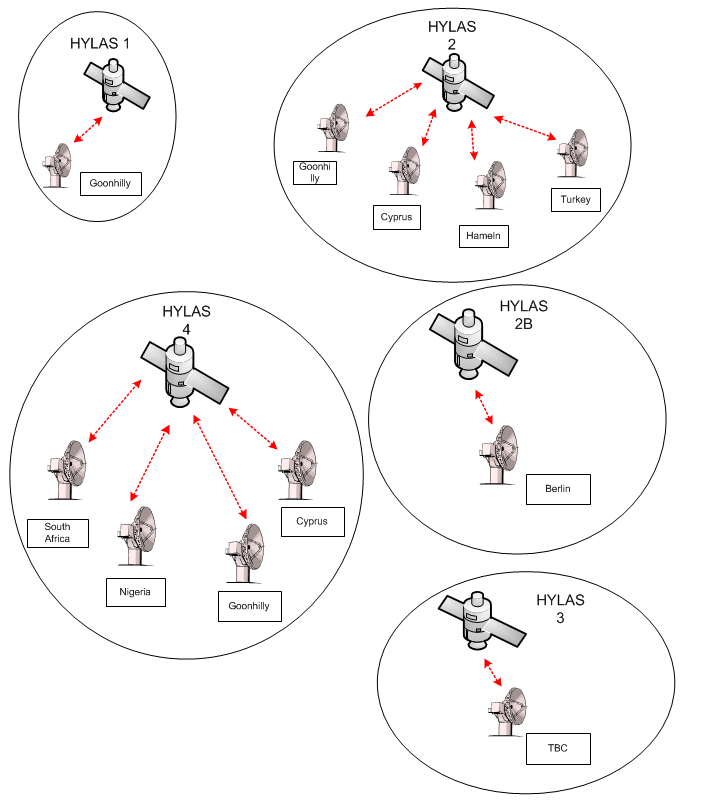 HYLAS 1
Goonhilly
HYLAS
2
Goonhi
lly
Cyprus
Hameln
Turkey
HYLAS
4
South
Africa
Nigeria
Goonhilly
Cyprus
HYLAS
2B
Berlin
HYLAS
3
TBC